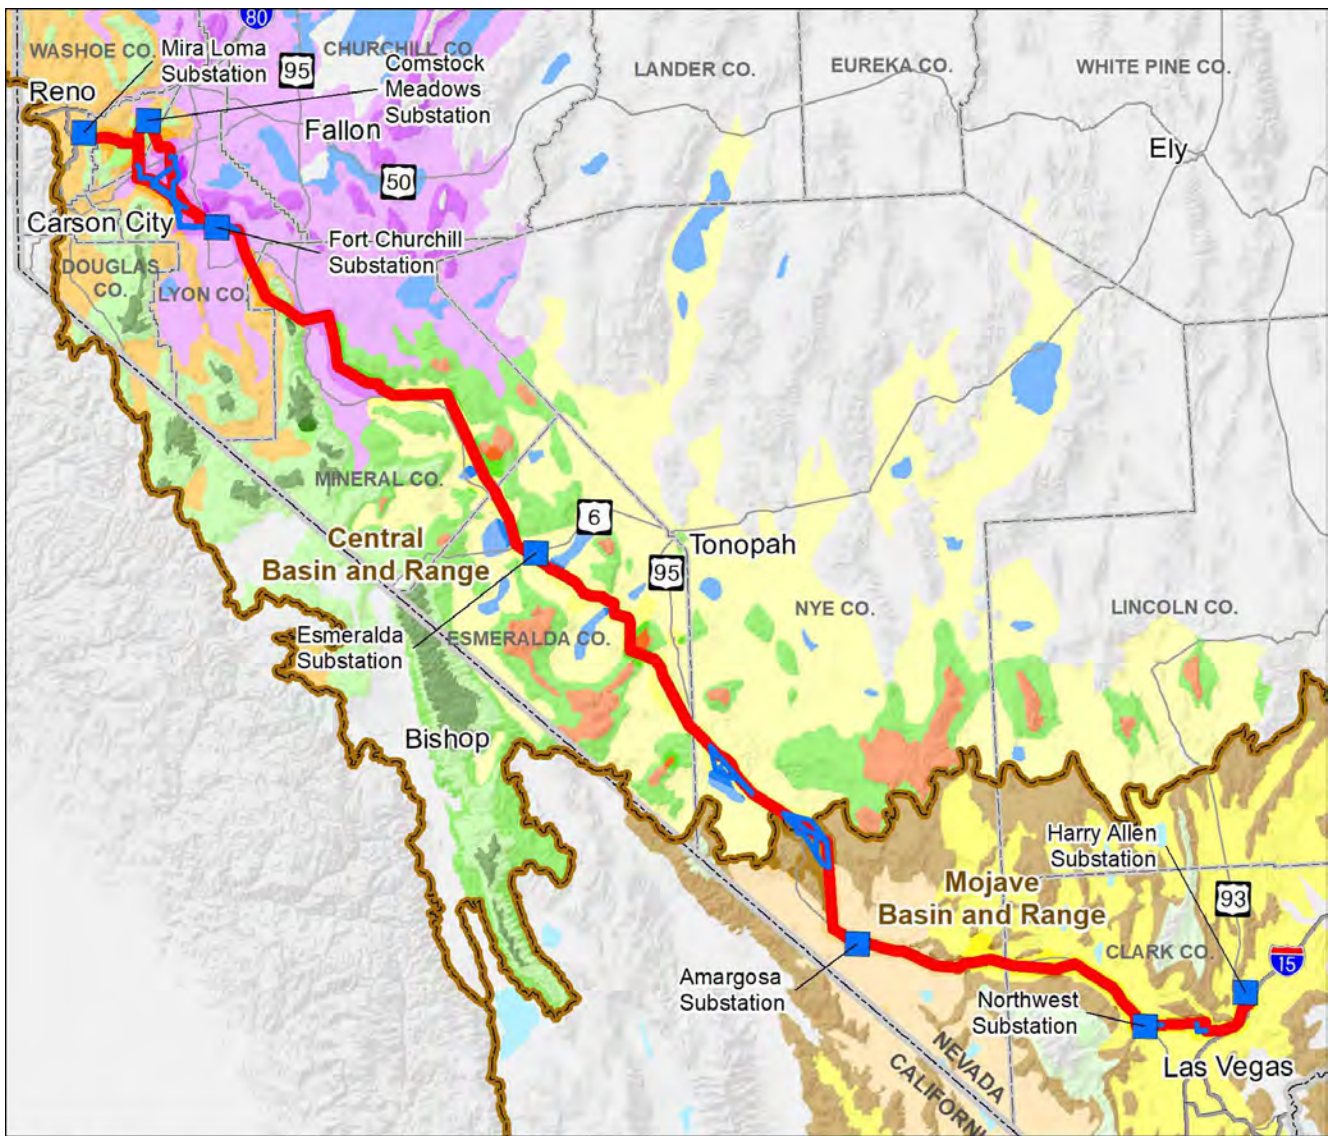 80
WASHOE CO.
Mira Loma
Substation
CHURCHILL CO.
Comstock
Meadows
Substation
95
LANDER CO.
EUREKA CO.
WHITE PINE CO.
Reno
Fallon
Ely
50
Carson City
Fort Churchill
Substation
DOUGLAS
CO.
LYON CO.
MINERAL CO.
6
Central
Basin and Range
Tonopah
95
NYE CO.
LINCOLN CO.
Esmeralda
Substation
ESMERALDA CO.
Bishop
Harry Allen
Substation
Mojave
Basin and Range
93
CLARK CO.
15
Amargosa
Substation
Northwest
Substation
NEVADA
CALIFORNI
Las Vegas